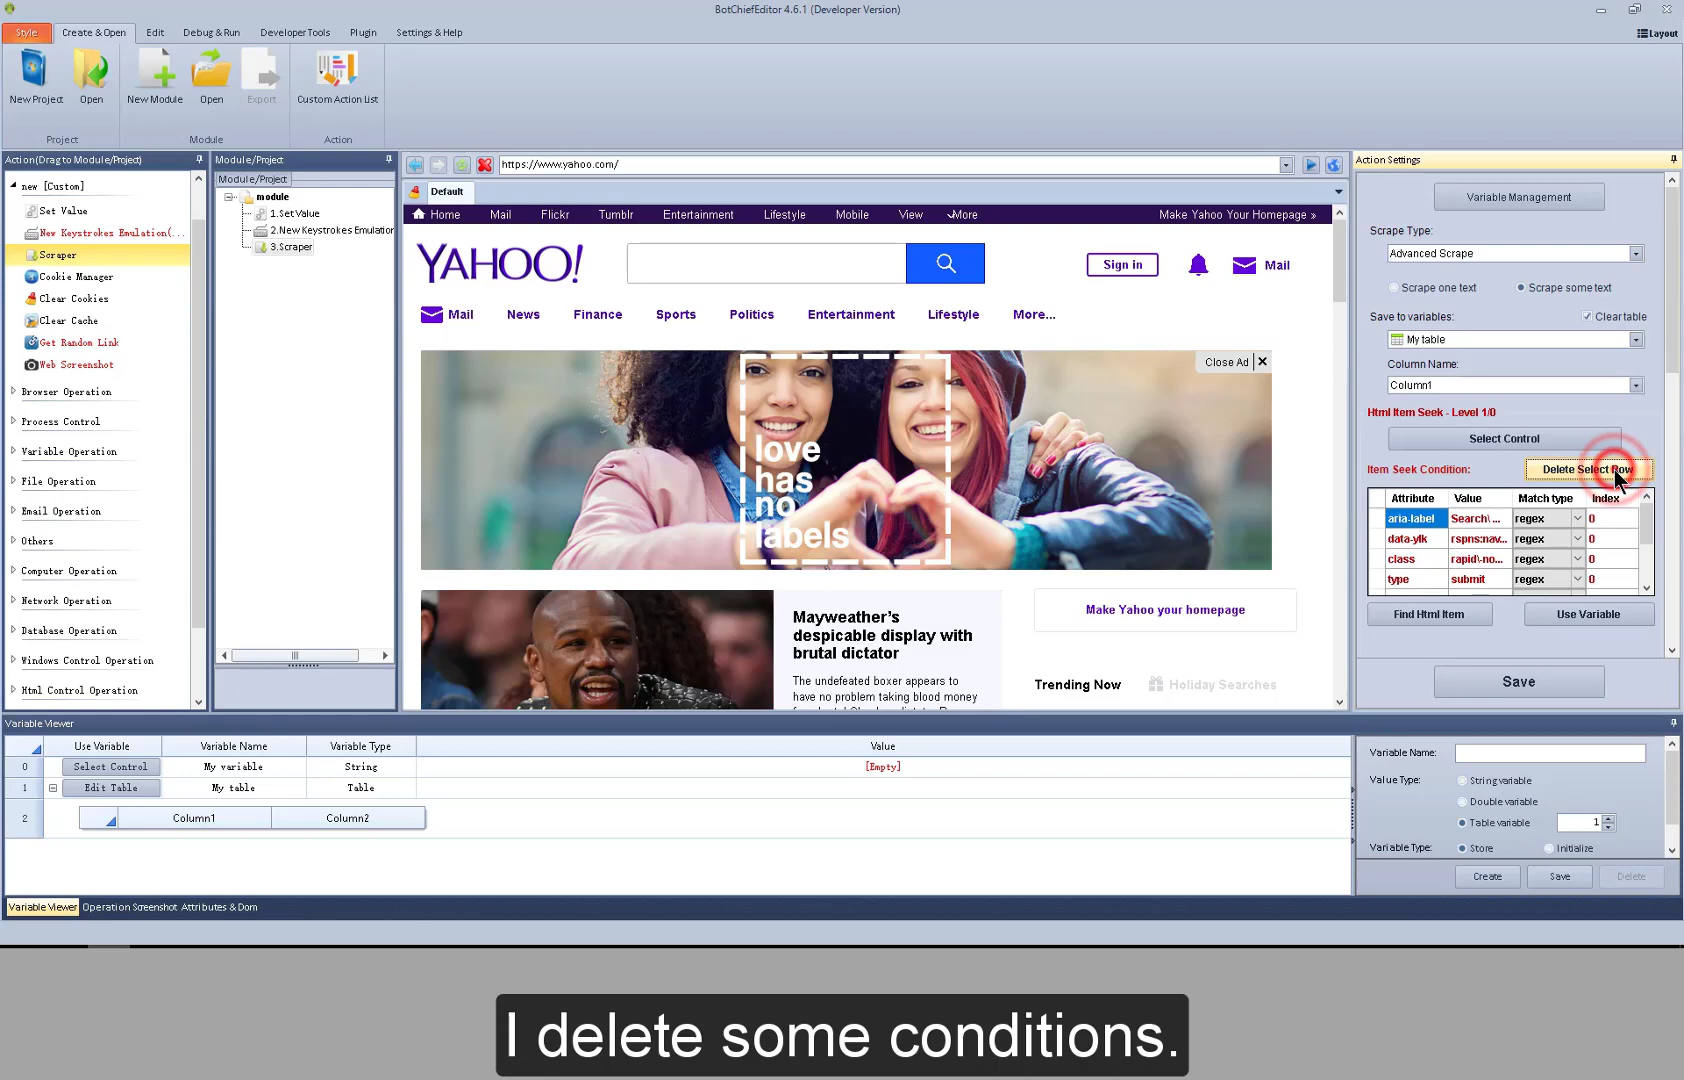 BotChiefEditor 4.6.1 (Developer Version)
Style
Create & Open
Edit
Debug & Run
Developer Tools
Plugin
Settings & Help
Layout
New Project
Open
New Module
Open
Export
Custom Action List
Project
Module
Action
Action(Drag to Module/Project)
new [Custom]
Set Value
New Keystrokes Emulation(...
Scraper
Cookie Manager
Clear Cookies
Clear Cache
Get Random Link
Web Screenshot
Browser Operation
Process Control
Variable Operation
File Operation
Email Operation
Others
Computer Operation
Network Operation
Database Operation
Windows Control Operation
Html Control Operation
Module/Project
Module/Project
module
1.Set Value
2.New Keystrokes Emulation
3.Scraper
https://www.yahoo.com/
Default
Home Mail Flickr Tumblr Entertainment Lifestyle Mobile View More
Make Yahoo Your Homepage »
YAHOO!
Sign in
Mail
Mail News Finance Sports Politics Entertainment Lifestyle More...
Close Ad X
love
has
no
labels
Mayweather's
despicable display with
brutal dictator
The undefeated boxer appears to
have no problem taking blood money
Make Yahoo your homepage
Trending Now
Holiday Searches
Action Settings
Variable Management
Scrape Type:
Advanced Scrape
Scrape one text
Scrape some text
Save to variables:
Clear table
My table
Column Name:
Column1
Html Item Seek - Level 1/0
Select Control
Item Seek Condition:
Delete Select Row
Attribute Value Match type Index
aria-label Search\ ... regex 0
data-ylk rspns:nav... regex 0
class rapid\-no... regex 0
type submit regex 0
Find Html Item
Use Variable
Save
Variable Viewer
Use Variable Variable Name Variable Type Value
0 Select Control My variable String [Empty]
1 Edit Table My table Table
2 Column1 Column2
Variable Name:
Value Type:
String variable
Double variable
Table variable
1
Variable Type:
Store
Initialize
Create
Save
Delete
Variable Viewer
Operation Screenshot
Attributes & Dom
I delete some conditions.